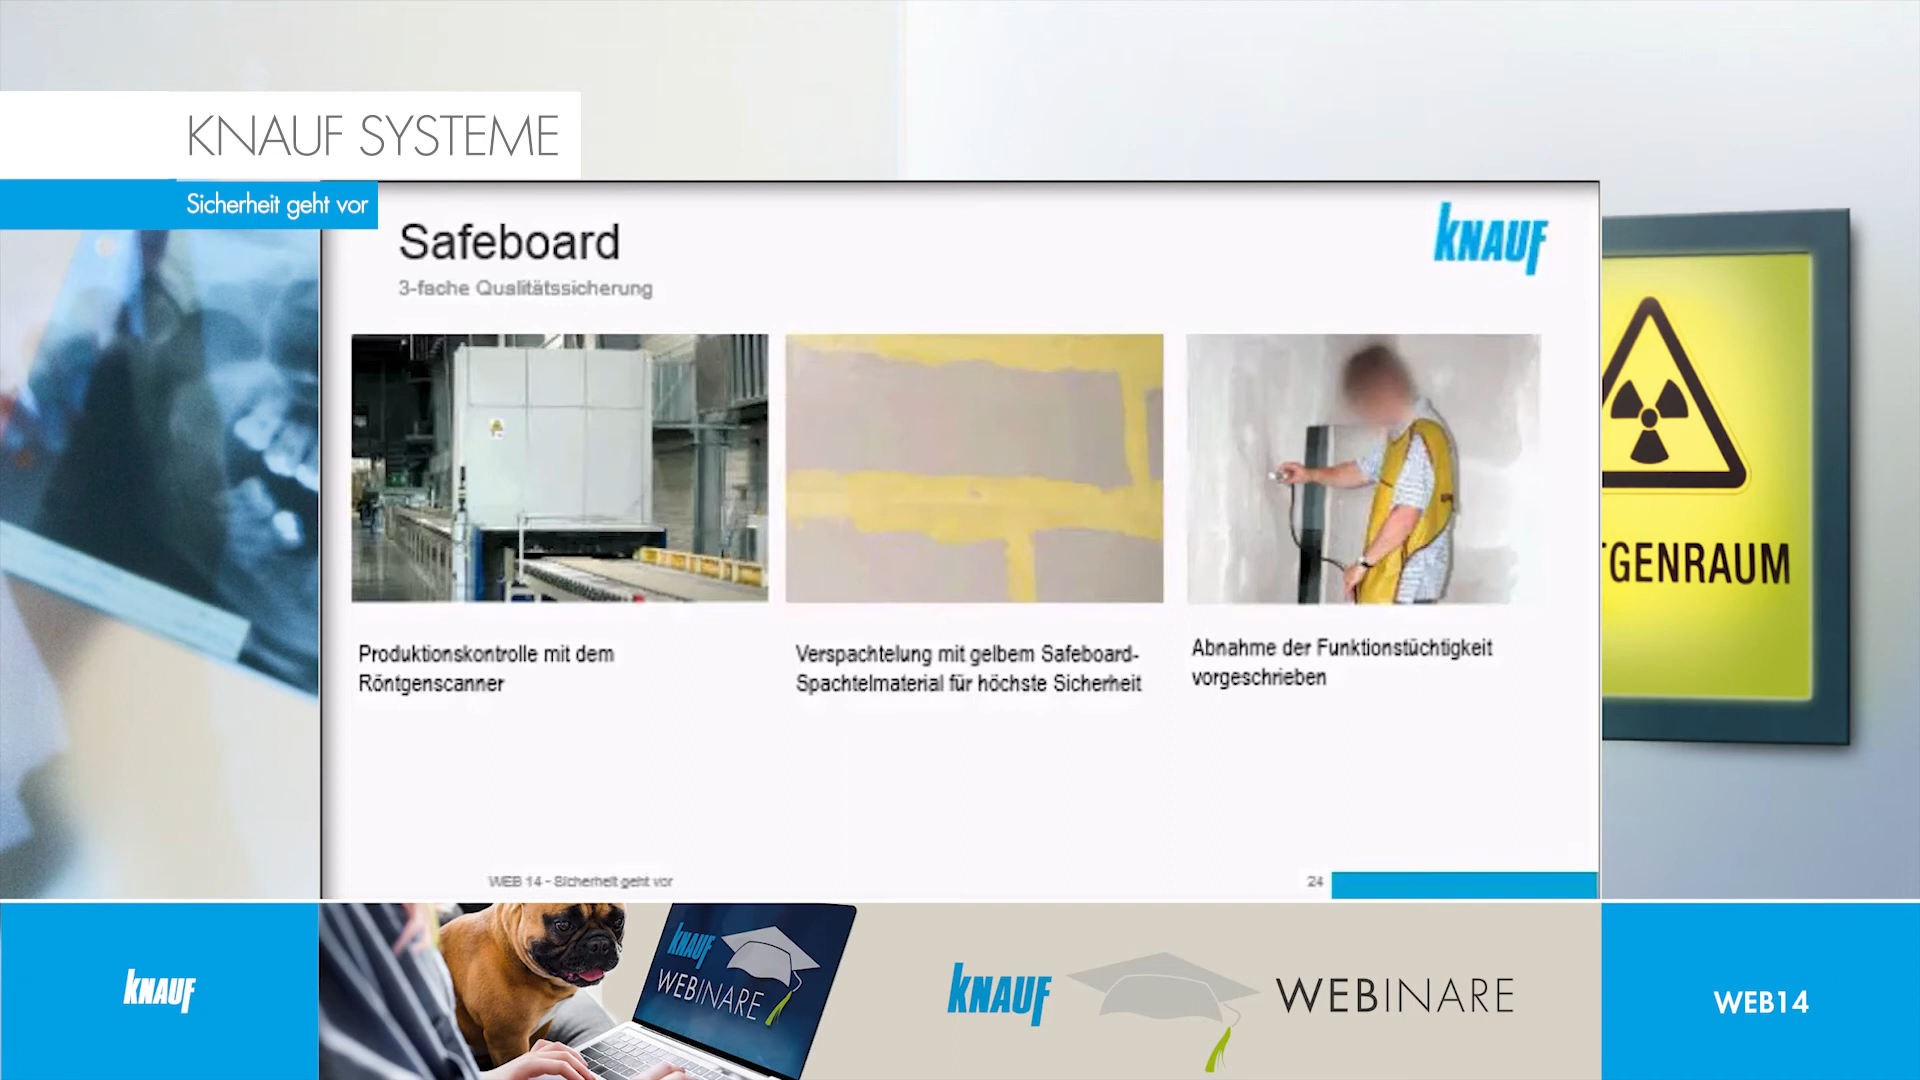 KNAUF SYSTEME
Sicherheit geht vor
Safeboard
3-fache Qualitätssicherung
KNAUF
Produktionskontrolle mit dem
Röntgenscanner
Verspachtelung mit gelbem Safeboard-
Spachtelmaterial für höchste Sicherheit
Abnahme der Funktionstüchtigkeit
vorgeschrieben
TGENRAUM
WEB 14 - Sicherheit geht vor
24
KNAUF
KNAUF
WEBINARE
KNAUF
WEBINARE
WEB14